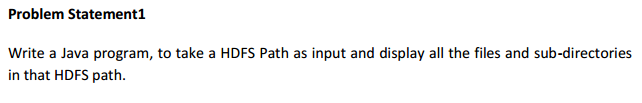 Problem Statement1
Write a Java program, to take a HDFS Path as input and display all the files and sub-directories
in that HDFS path.